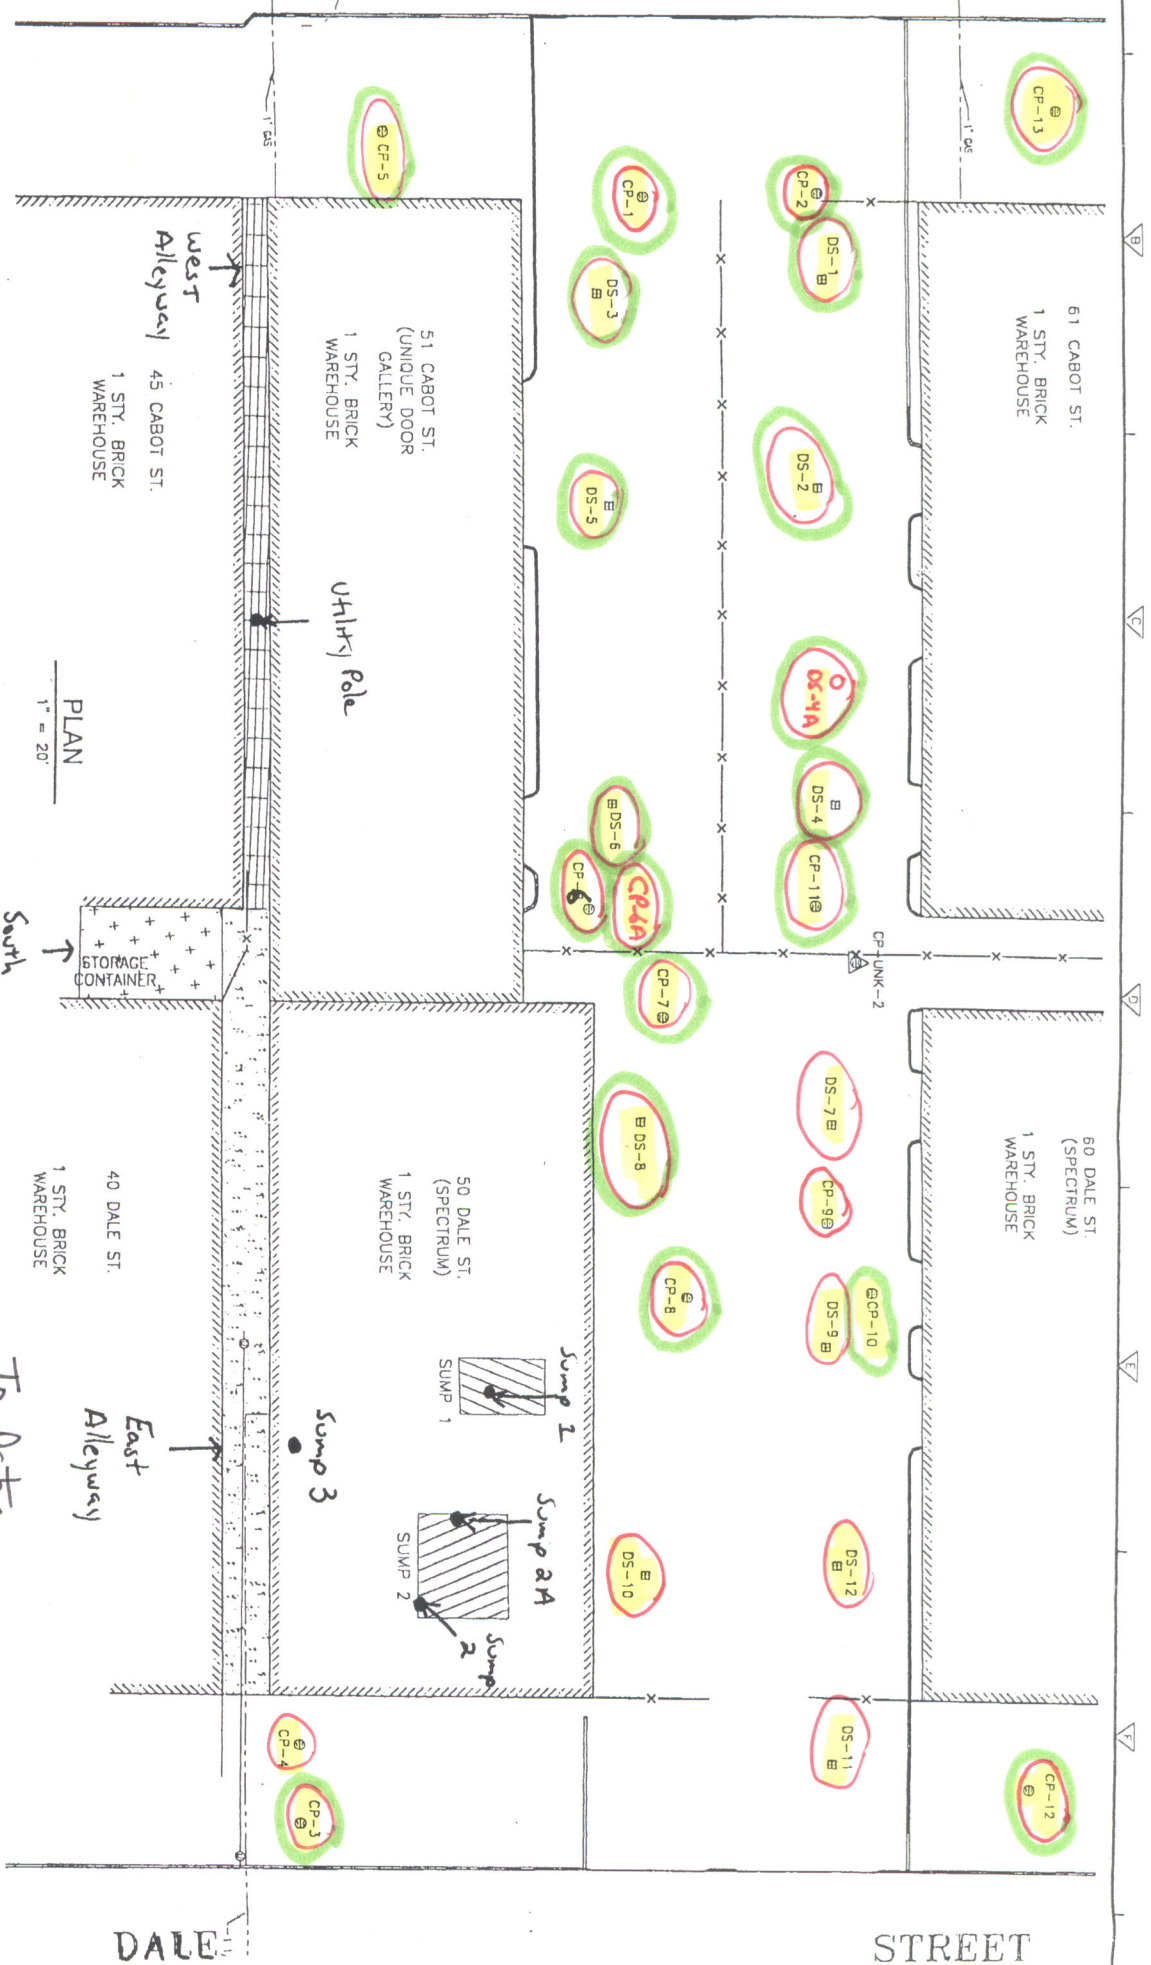 1" GAS
1" GAS
CP-13
CP-5
CP-1
CP-2
DS-1
DS-3
B
61 CABOT ST.
1 STY. BRICK
WAREHOUSE
West
Alleyway
45 CABOT ST.
1 STY. BRICK
WAREHOUSE
51 CABOT ST.
(UNIQUE DOOR
GALLERY)
1 STY. BRICK
WAREHOUSE
DS-2
DS-5
Utility Pole
C
DS-4A
DS-4
DS-6
CP-11
CP-6
CP-6A
PLAN
1" = 20'
South
STORAGE
CONTAINER
CP-UNK-2
CP-7
D
DS-7
DS-8
CP-9
60 DALE ST.
(SPECTRUM)
1 STY. BRICK
WAREHOUSE
50 DALE ST.
(SPECTRUM)
1 STY. BRICK
WAREHOUSE
40 DALE ST.
1 STY. BRICK
WAREHOUSE
CP-8
DS-9
CP-10
E
Sump 1
SUMP 1
Sump 3
East
Alleyway
Sump 2A
SUMP 2
Sump
2
DS-10
DS-12
DS-11
F
CP-4
CP-3
CP-12
DALE STREET